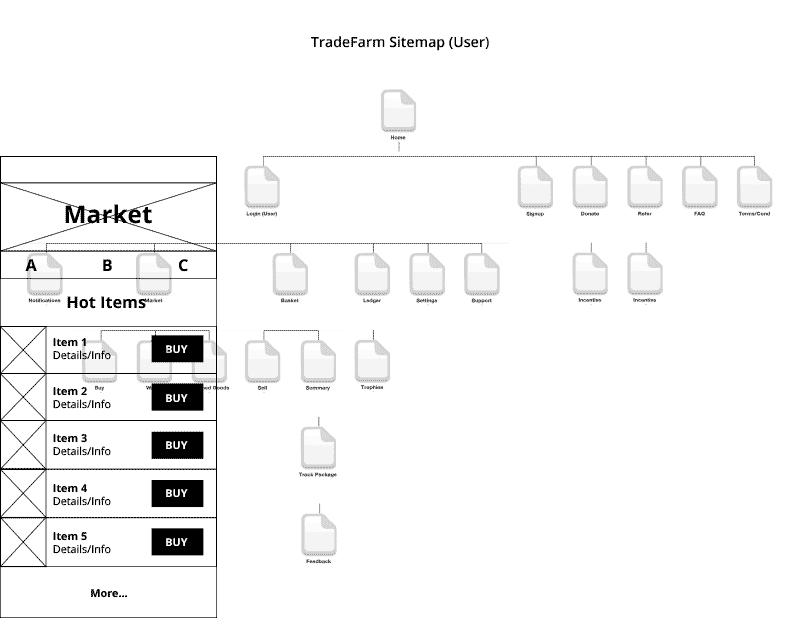 TradeFarm Sitemap (User)
Home
Login (User)
Signup
Donate
Refer
FAQ
Terms/Cond
Market
A B C
Notifications
Market
Basket
Ledger
Settings
Support
Incentive
Incentive
Hot Items
Item 1
Details/Info
BUY
Buy
Goods
Sell
Summary
Trophies
Item 2
Details/Info
BUY
Item 3
Details/Info
BUY
Track Package
Item 4
Details/Info
BUY
Item 5
Details/Info
BUY
Feedback
More...